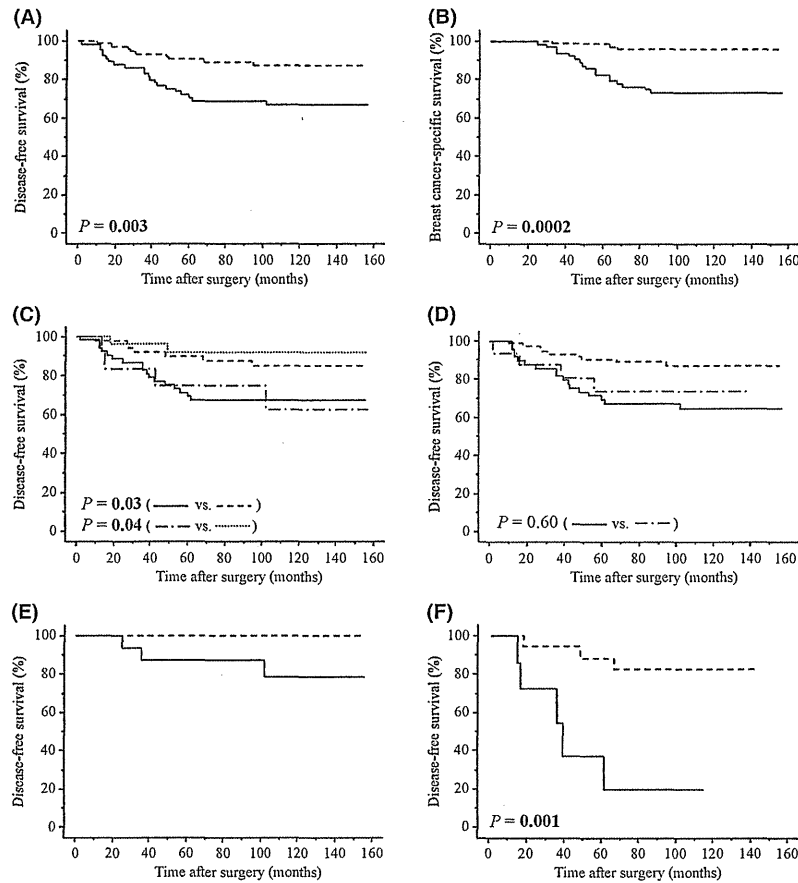 (A)
Disease-free survival (%)
100
80
60
40
20
0
P = 0.003
0 20 40 60 80 100 120 140 160
Time after surgery (months)
(B)
Breast cancer-specific survival (%)
100
80
60
40
20
0
P = 0.0002
0 20 40 60 80 100 120 140 160
Time after surgery (months)
(C)
Disease-free survival (%)
100
80
60
40
20
0
P = 0.03 ( vs. )
P = 0.04 ( vs. )
0 20 40 60 80 100 120 140 160
Time after surgery (months)
(D)
Disease-free survival (%)
100
80
60
40
20
0
P = 0.60 ( vs. )
0 20 40 60 80 100 120 140 160
Time after surgery (months)
(E)
Disease-free survival (%)
100
80
60
40
20
0
0 20 40 60 80 100 120 140 160
Time after surgery (months)
(F)
Disease-free survival (%)
100
80
60
40
20
0
P = 0.001
0 20 40 60 80 100 120 140 160
Time after surgery (months)